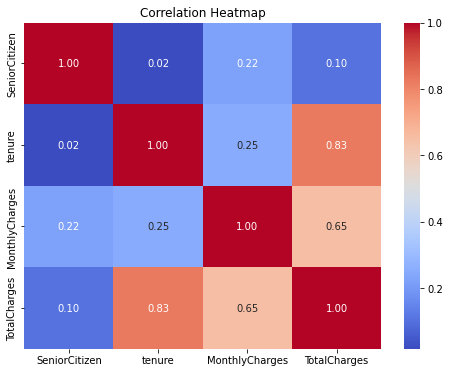 Correlation Heatmap
SeniorCitizen 1.00 0.02 0.22 0.10
tenure 0.02 1.00 0.25 0.83
MonthlyCharges 0.22 0.25 1.00 0.65
TotalCharges 0.10 0.83 0.65 1.00
SeniorCitizen tenure MonthlyCharges TotalCharges
1.0
0.8
0.6
0.4
0.2